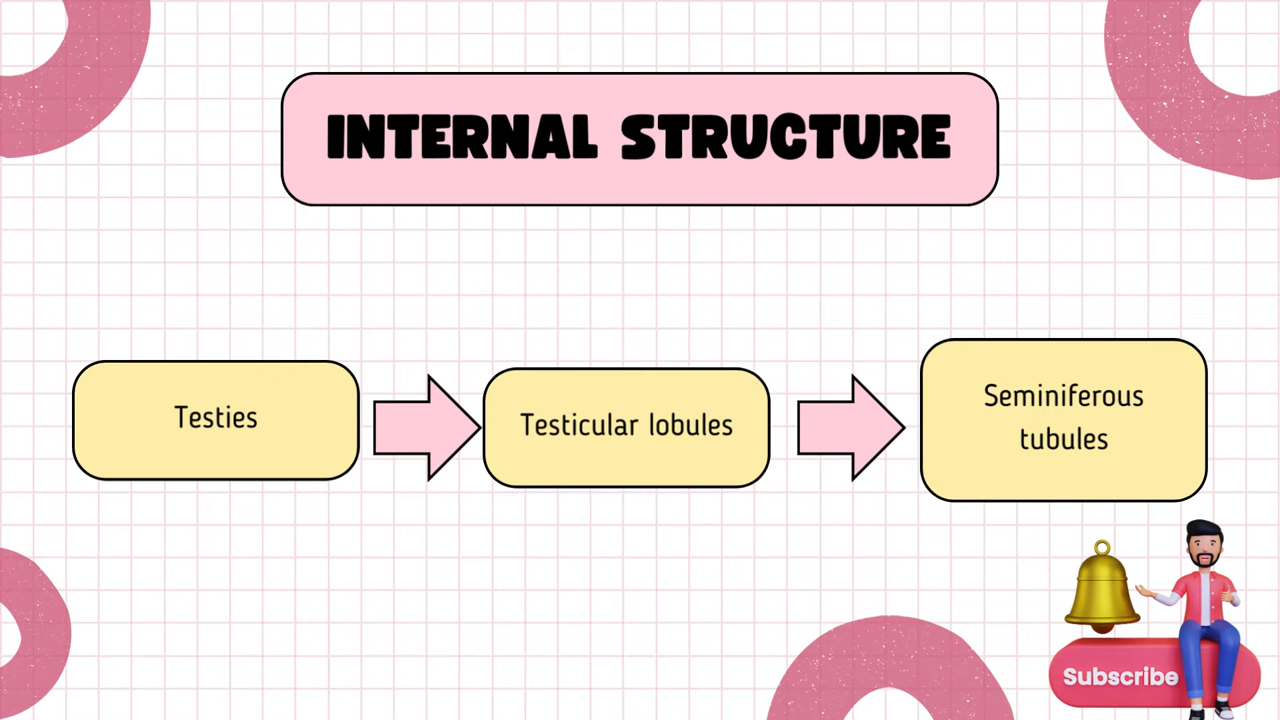 INTERNAL STRUCTURE
Testies
Testicular lobules
Seminiferous
tubules
Subscribe